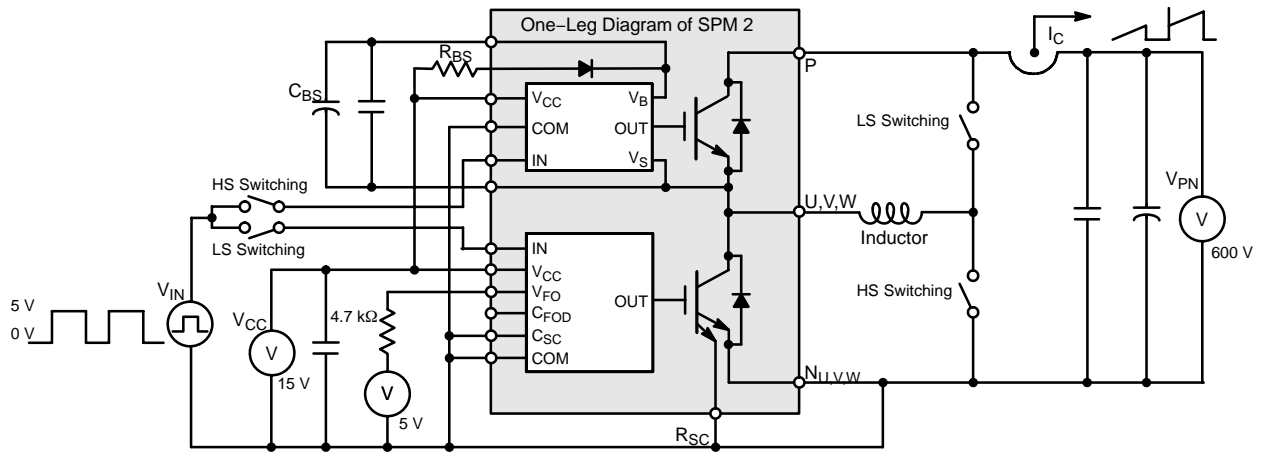 One−Leg Diagram of SPM 2
I_C
R_BS
P
C_BS
V_CC
V_B
COM
OUT
IN
V_S
LS Switching
HS Switching
LS Switching
U,V,W
Inductor
V_PN
V
600 V
IN
V_CC
V_FO
C_FOD
C_SC
COM
OUT
HS Switching
V_IN
5 V
0 V
V_CC
V
15 V
4.7 kΩ
V
5 V
N_U,V,W
R_SC